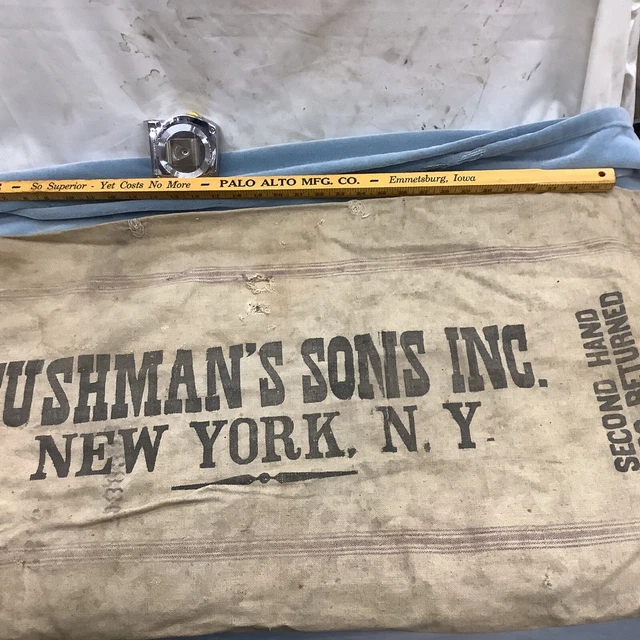 So Superior - Yet Costs No More - PALO ALTO MFG. CO. - Emmetsburg, Iowa
USHMAN'S SONS INC.
NEW YORK, N.Y.
SECOND HAND
RETURNED